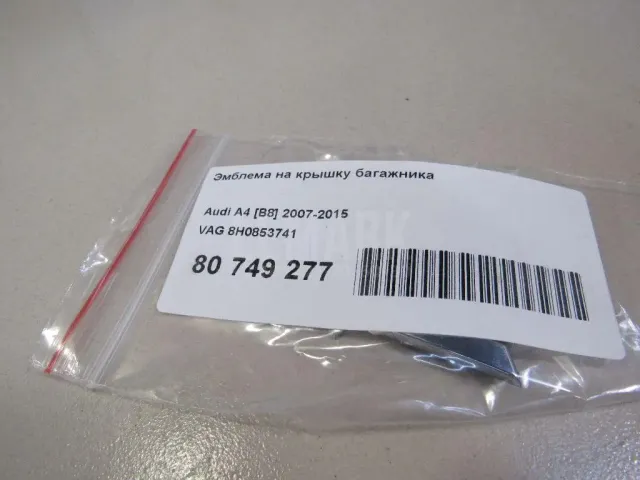 Эмблема на крышку багажника
Audi A4 [B8] 2007-2015
VAG 8H0853741
80 749 277